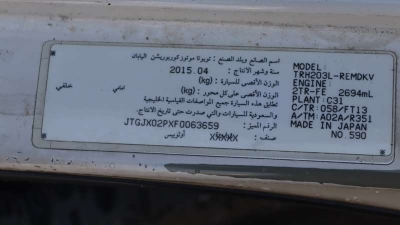 اسم الصانع وبلد الصنع : تويوتا موتور كوربوريشن اليابان
سنة وشهر الانتاج : 2015.04
الوزن الأقصى للسيارة : (kg)
الوزن الأقصى على كل محور : (kg)
أمامي خلفي
تطابق هذه السيارة جميع المواصفات القياسية الخليجية
والسعودية للسيارات والتي صدرت حتى تاريخ الانتاج.
الرقم المميز : JTGJX02PXF0063659
صنف : XXXXX أوتوبيس
MODEL:
TRH203L-REMDKV
ENGINE:
2TR-FE 2694mL
PLANT: C31
C/TR: 058/FT13
A/TM: A02A/R351
MADE IN JAPAN
NO.590